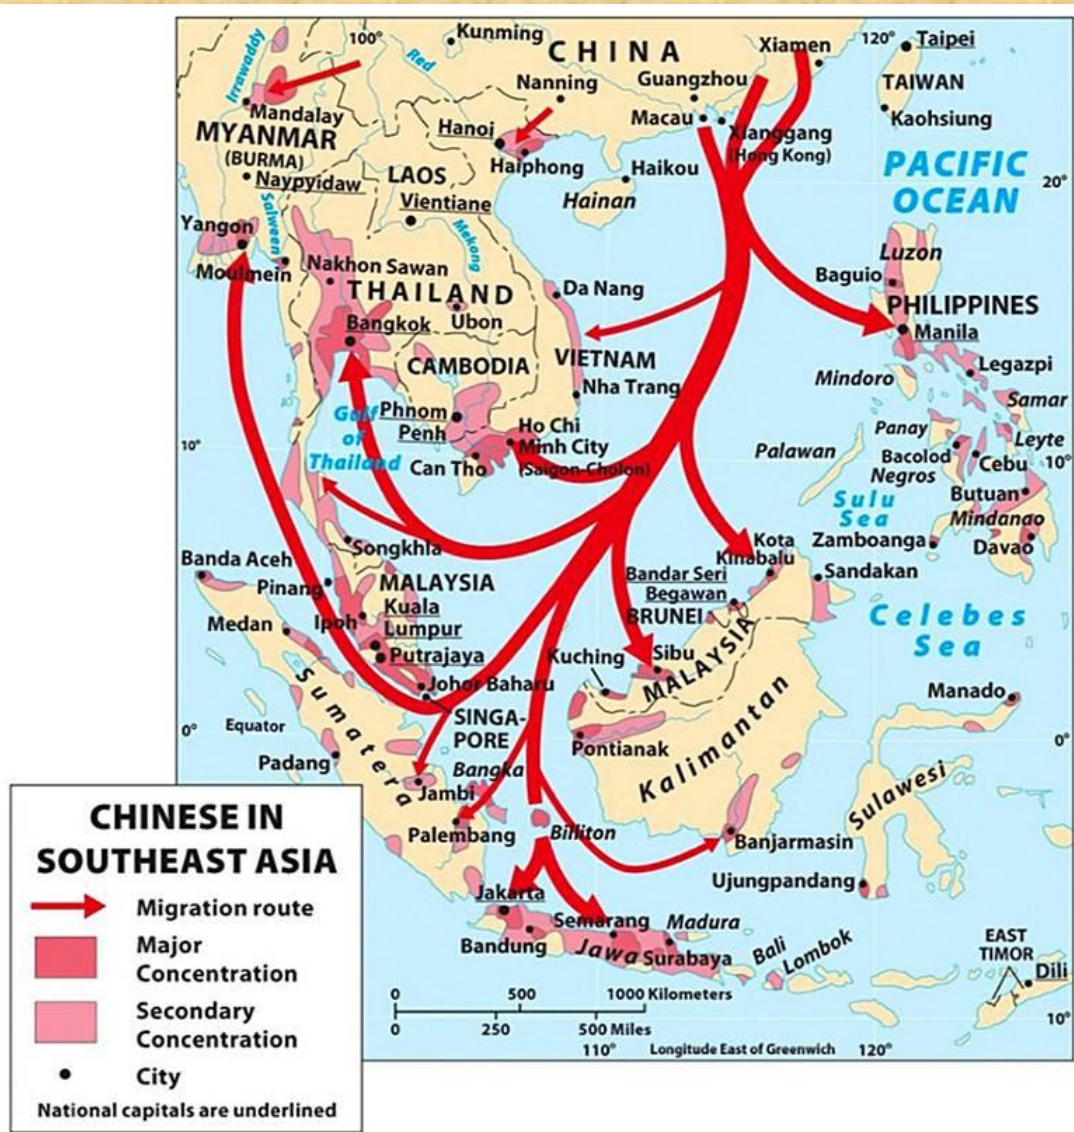 100°
Kunming
CHINA
Xiamen
120°
Taipei
Irrawaddy
Red
Nanning
Guangzhou
TAIWAN
Mandalay
Hanoi
Macau
Xianggang
(Hong Kong)
Kaohsiung
MYANMAR
(BURMA)
Haiphong
Haikou
PACIFIC
OCEAN
LAOS
Naypyidaw
Hainan
20°
Vientiane
Salween
Yangon
Mekong
Luzon
Moulmein
Nakhon Sawan
Baguio
THAILAND
Da Nang
PHILIPPINES
Bangkok
Ubon
Manila
CAMBODIA
VIETNAM
Legazpi
Nha Trang
Mindoro
Samar
Gulf
of
Thailand
Phnom
Penh
Ho Chi
Minh City
(Saigon-Cholon)
Panay
Leyte
10°
Can Tho
Palawan
Bacolod
Cebu
10°
Negros
Sulu
Sea
Butuan
Mindanao
Songkhla
Kota
Kinabalu
Zamboanga
Davao
Banda Aceh
Pinang
MALAYSIA
Bandar Seri
Begawan
Sandakan
Ipoh
Kuala
Lumpur
BRUNEI
Celebes
Sea
Medan
Putrajaya
Kuching
Sibu
MALAYSIA
Johor Baharu
Manado
Sumatera
SINGA-
PORE
Equator
0°
Pontianak
Kalimantan
0°
Padang
Bangka
Jambi
Sulawesi
Palembang
Billiton
Banjarmasin
Ujungpandang
Jakarta
Semarang
Madura
Bandung
Jawa
Surabaya
Bali
Lombok
EAST
TIMOR
Dili
0 500 1000 Kilometers
0 250 500 Miles
10°
110°
Longitude East of Greenwich
120°
CHINESE IN
SOUTHEAST ASIA
Migration route
Major
Concentration
Secondary
Concentration
City
National capitals are underlined